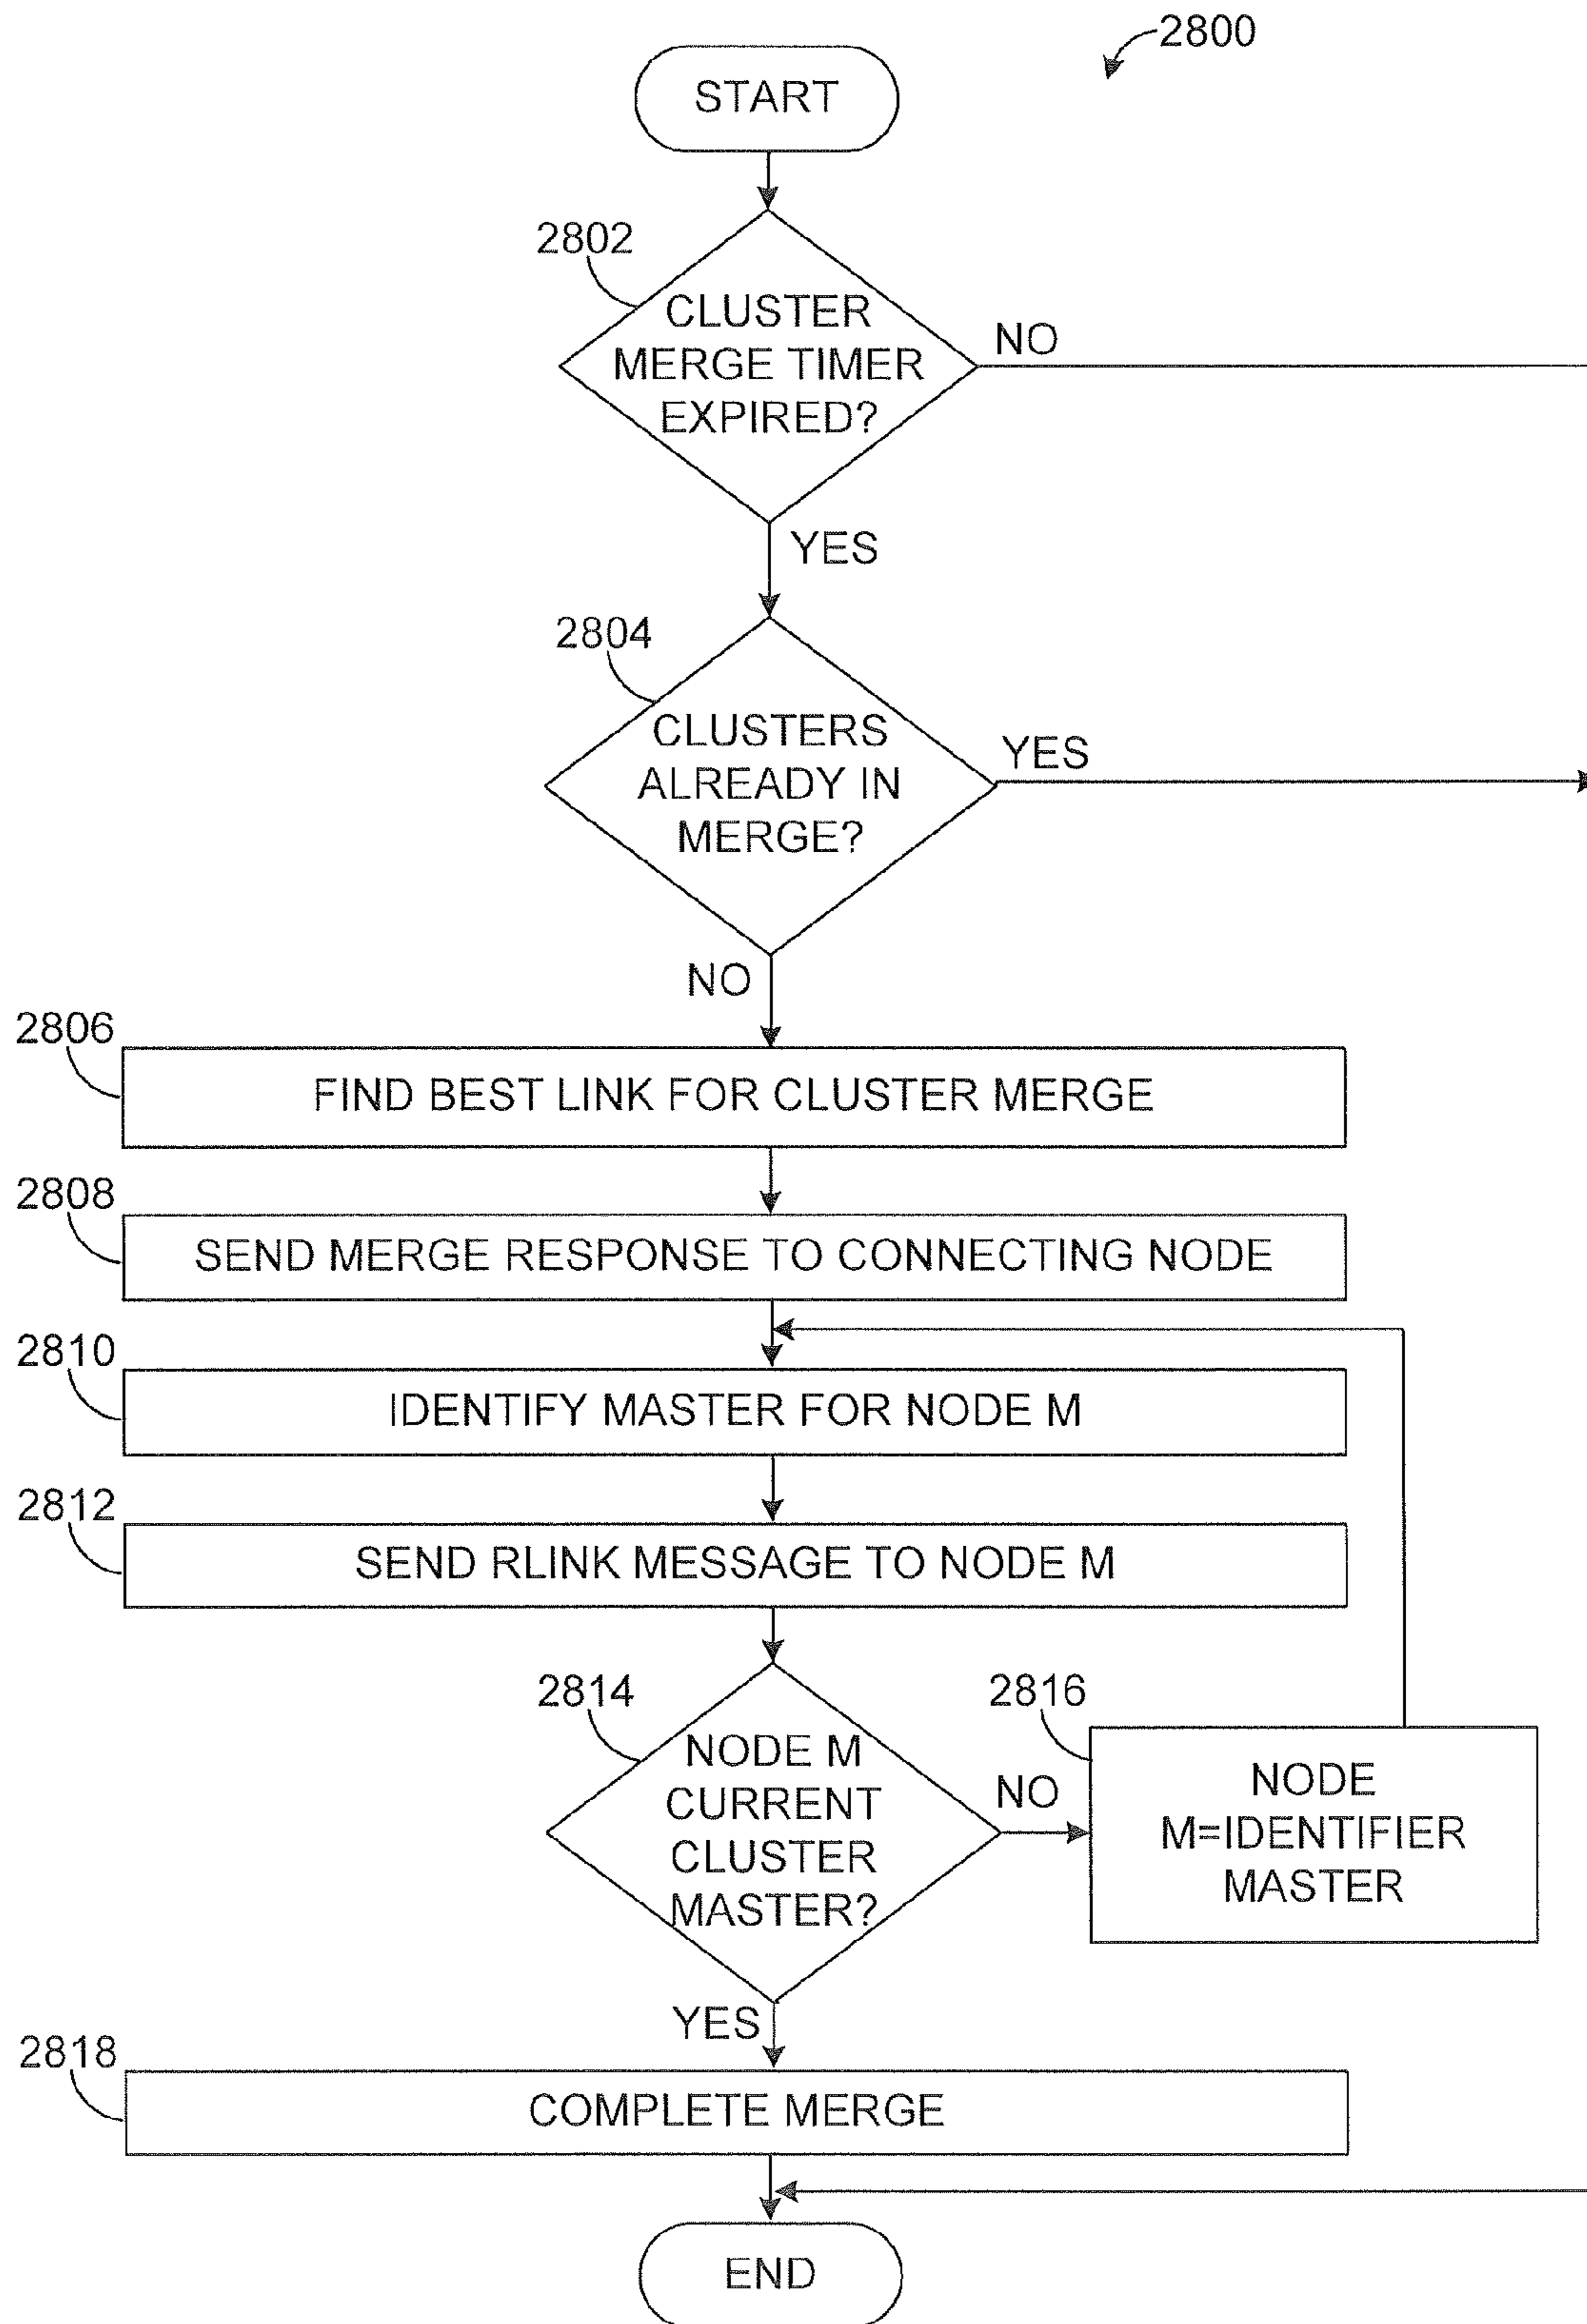 2800
START
2802
CLUSTER
MERGE TIMER
EXPIRED?
NO
YES
2804
CLUSTERS
ALREADY IN
MERGE?
YES
NO
2806
FIND BEST LINK FOR CLUSTER MERGE
2808
SEND MERGE RESPONSE TO CONNECTING NODE
2810
IDENTIFY MASTER FOR NODE M
2812
SEND RLINK MESSAGE TO NODE M
2814
NODE M
CURRENT
CLUSTER
MASTER?
NO
2816
NODE
M=IDENTIFIER
MASTER
YES
2818
COMPLETE MERGE
END